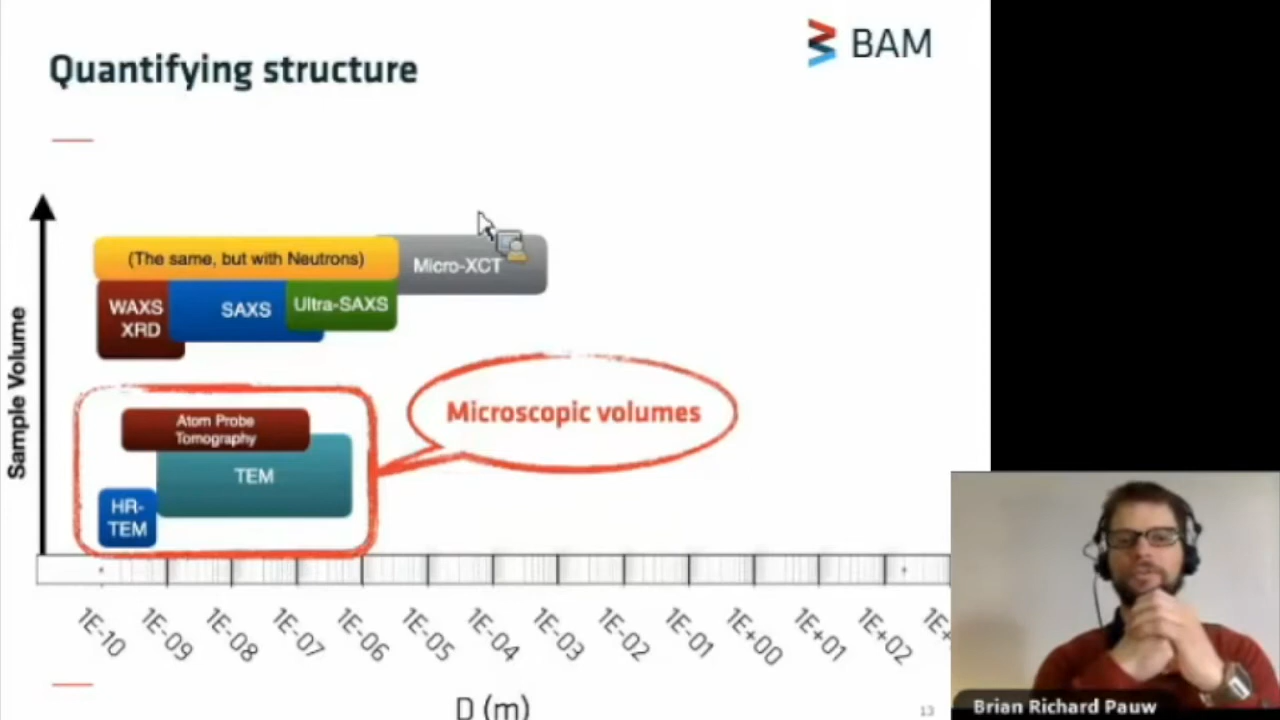 Quantifying structure
BAM
(The same, but with Neutrons)
Micro-XCT
WAXS
XRD
SAXS
Ultra-SAXS
Sample Volume
Atom Probe
Tomography
TEM
HR-
TEM
Microscopic volumes
1E-10
1E-09
1E-08
1E-07
1E-06
1E-05
1E-04
1E-03
1E-02
1E-01
1E+00
1E+01
1E+02
D (m)
13
Brian Richard Pauw